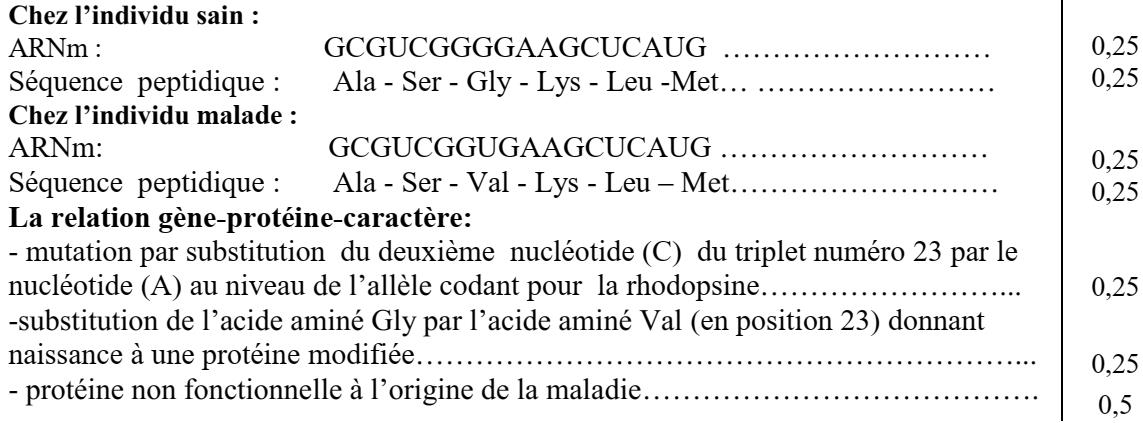 Chez l'individu sain :
ARNm : GCGUCGGGGAAGCUCAUG ……………………… 0,25
Séquence peptidique : Ala - Ser - Gly - Lys - Leu -Met… …………………… 0,25
Chez l'individu malade :
ARNm: GCGUCGGUGAAGCUCAUG ……………………… 0,25
Séquence peptidique : Ala - Ser - Val - Lys - Leu – Met……………………… 0,25
La relation gène-protéine-caractère:
- mutation par substitution du deuxième nucléotide (C) du triplet numéro 23 par le
nucléotide (A) au niveau de l'allèle codant pour la rhodopsine……………………... 0,25
-substitution de l'acide aminé Gly par l'acide aminé Val (en position 23) donnant
naissance à une protéine modifiée……………………………………………………... 0,25
- protéine non fonctionnelle à l'origine de la maladie…………………………………. 0,5